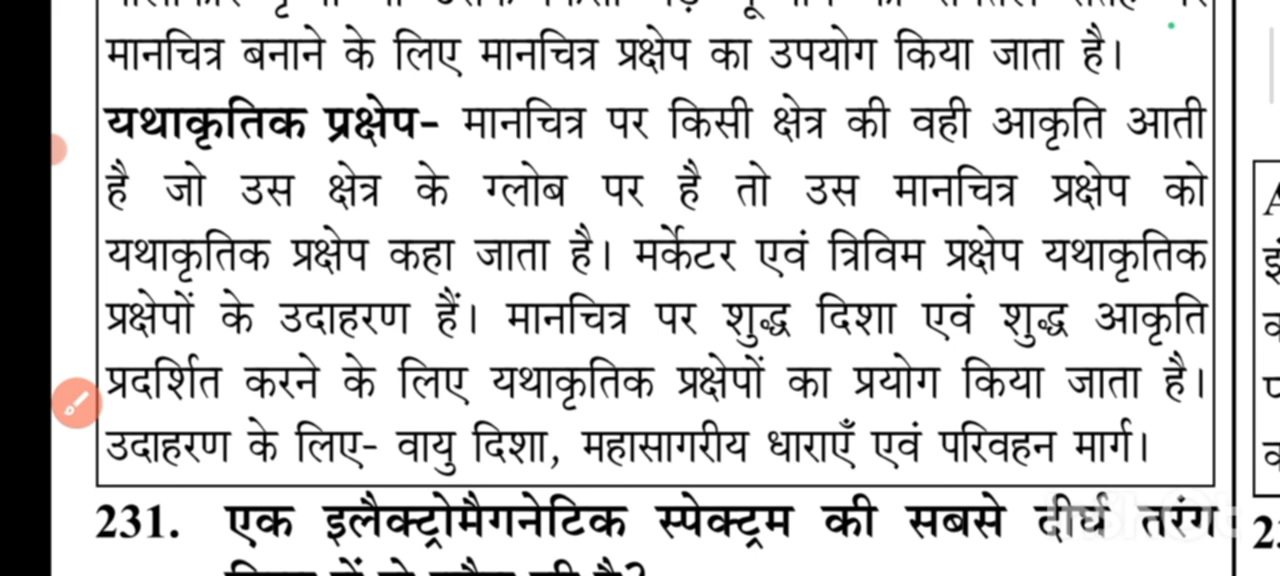 मानचित्र बनाने के लिए मानचित्र प्रक्षेप का उपयोग किया जाता है।
यथाकृतिक प्रक्षेप- मानचित्र पर किसी क्षेत्र की वही आकृति आती
है जो उस क्षेत्र के ग्लोब पर है तो उस मानचित्र प्रक्षेप को
यथाकृतिक प्रक्षेप कहा जाता है। मर्केटर एवं त्रिविम प्रक्षेप यथाकृतिक
प्रक्षेपों के उदाहरण हैं। मानचित्र पर शुद्ध दिशा एवं शुद्ध आकृति
प्रदर्शित करने के लिए यथाकृतिक प्रक्षेपों का प्रयोग किया जाता है।
उदाहरण के लिए- वायु दिशा, महासागरीय धाराएँ एवं परिवहन मार्ग।
231. एक इलैक्ट्रोमैगनेटिक स्पेक्ट्रम की सबसे दीर्घ तरंग